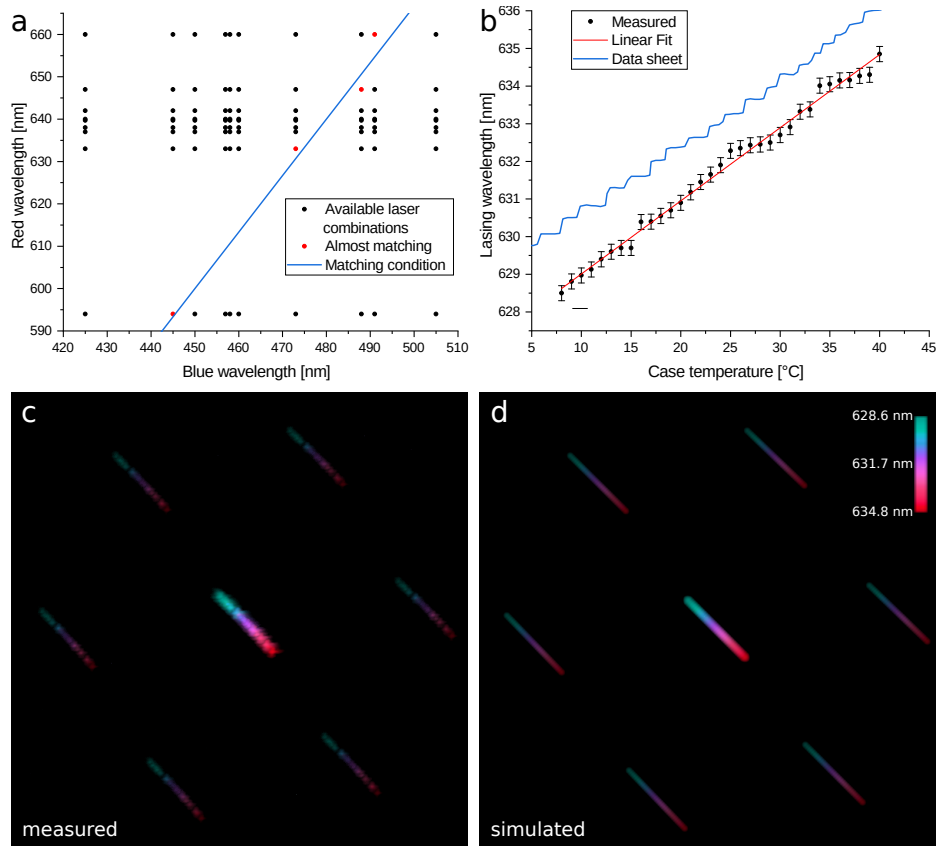 a
660
650
640
630
620
610
600
590
Red wavelength [nm]
420 430 440 450 460 470 480 490 500 510
Blue wavelength [nm]
Available laser
combinations
Almost matching
Matching condition
b
636
635
634
633
632
631
630
629
628
Lasing wavelength [nm]
5 10 15 20 25 30 35 40 45
Case temperature [°C]
Measured
Linear Fit
Data sheet
c
measured
d
628.6 nm
631.7 nm
634.8 nm
simulated